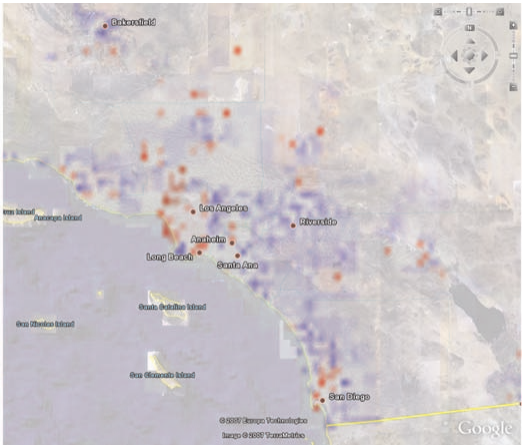 Bakersfield
N
Los Angeles
Riverside
Anaheim
Long Beach
Santa Ana
Island
Anacapa Island
Santa Catalina Island
San Nicolas Island
San Clemente Island
San Diego
© 2007 Europa Technologies
Image © 2007 TerraMetrics
Google